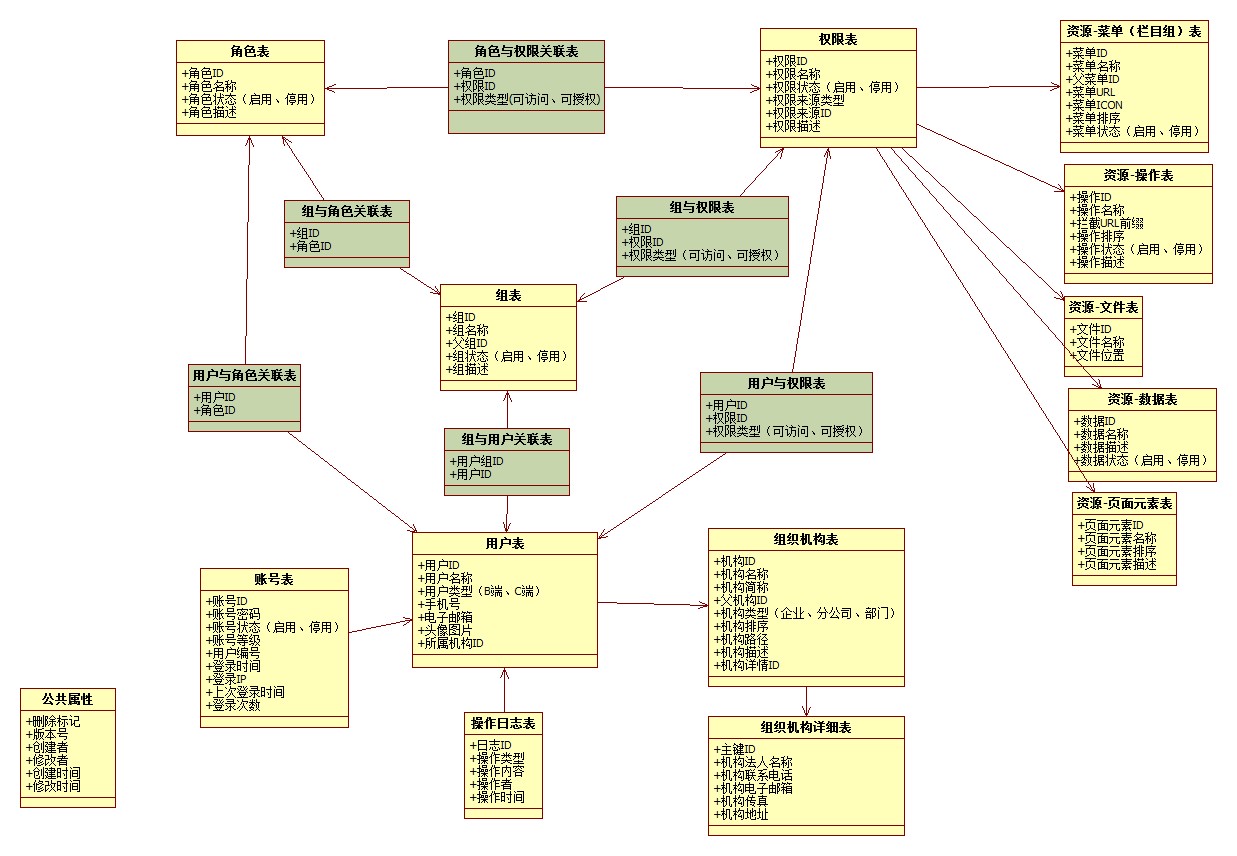 角色表
+角色ID
+角色名称
+角色状态（启用、停用）
+角色描述
角色与权限关联表
+角色ID
+权限ID
+权限类型(可访问、可授权)
权限表
+权限ID
+权限名称
+权限状态（启用、停用）
+权限来源类型
+权限来源ID
+权限描述
资源-菜单（栏目组）表
+菜单ID
+菜单名称
+父菜单ID
+菜单URL
+菜单ICON
+菜单排序
+菜单状态（启用、停用）
组与角色关联表
+组ID
+角色ID
组与权限表
+组ID
+权限ID
+权限类型（可访问、可授权）
资源-操作表
+操作ID
+操作名称
+拦截URL前缀
+操作排序
+操作状态（启用、停用）
+操作描述
组表
+组ID
+组名称
+父组ID
+组状态（启用、停用）
+组描述
资源-文件表
+文件ID
+文件名称
+文件位置
用户与角色关联表
+用户ID
+角色ID
用户与权限表
+用户ID
+权限ID
+权限类型（可访问、可授权）
资源-数据表
+数据ID
+数据名称
+数据描述
+数据状态（启用、停用）
组与用户关联表
+用户组ID
+用户ID
资源-页面元素表
+页面元素ID
+页面元素名称
+页面元素排序
+页面元素描述
用户表
+用户ID
+用户名称
+用户类型（B端、C端）
+手机号
+电子邮箱
+头像图片
+所属机构ID
组织机构表
+机构ID
+机构名称
+机构简称
+父机构ID
+机构类型（企业、分公司、部门）
+机构排序
+机构路径
+机构描述
+机构详情ID
账号表
+账号ID
+账号密码
+账号状态（启用、停用）
+账号等级
+用户编号
+登录时间
+登录IP
+上次登录时间
+登录次数
公共属性
+删除标记
+版本号
+创建者
+修改者
+创建时间
+修改时间
操作日志表
+日志ID
+操作类型
+操作内容
+操作者
+操作时间
组织机构详细表
+主键ID
+机构法人名称
+机构联系电话
+机构电子邮箱
+机构传真
+机构地址